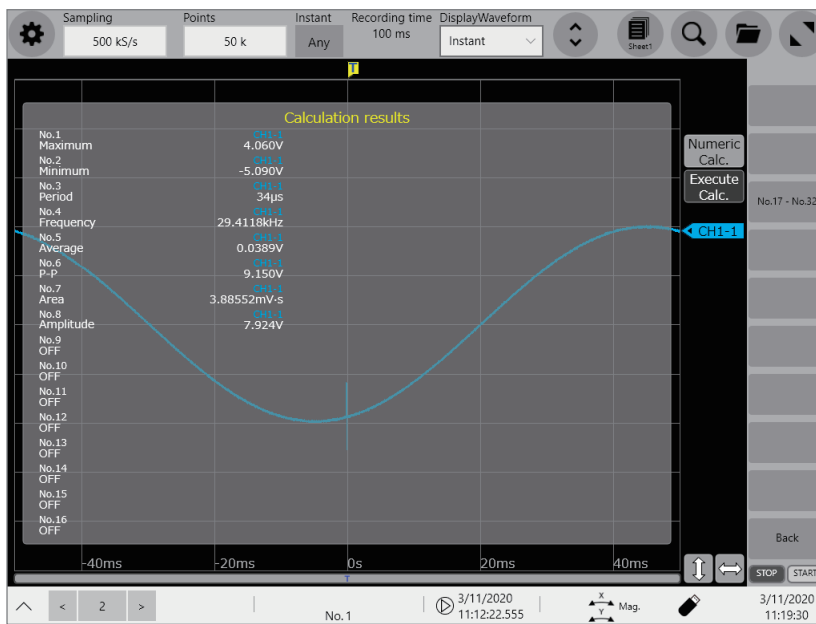 Sampling
500 kS/s
Points
50 k
Instant
Any
Recording time
100 ms
DisplayWaveform
Instant
Sheet1
T
Calculation results
No.1 CH1-1
Maximum 4.060V
No.2 CH1-1
Minimum -5.090V
No.3 CH1-1
Period 34µs
No.4 CH1-1
Frequency 29.4118kHz
No.5 CH1-1
Average 0.0389V
No.6 CH1-1
P-P 9.150V
No.7 CH1-1
Area 3.88552mV·s
No.8 CH1-1
Amplitude 7.924V
No.9
OFF
No.10
OFF
No.11
OFF
No.12
OFF
No.13
OFF
No.14
OFF
No.15
OFF
No.16
OFF
Numeric
Calc.
Execute
Calc.
CH1-1
No.17 - No.32
Back
STOP
START
-40ms -20ms 0s 20ms 40ms
T
< 2 >
No. 1
3/11/2020
11:12:22.555
X
Y
Mag.
3/11/2020
11:19:30